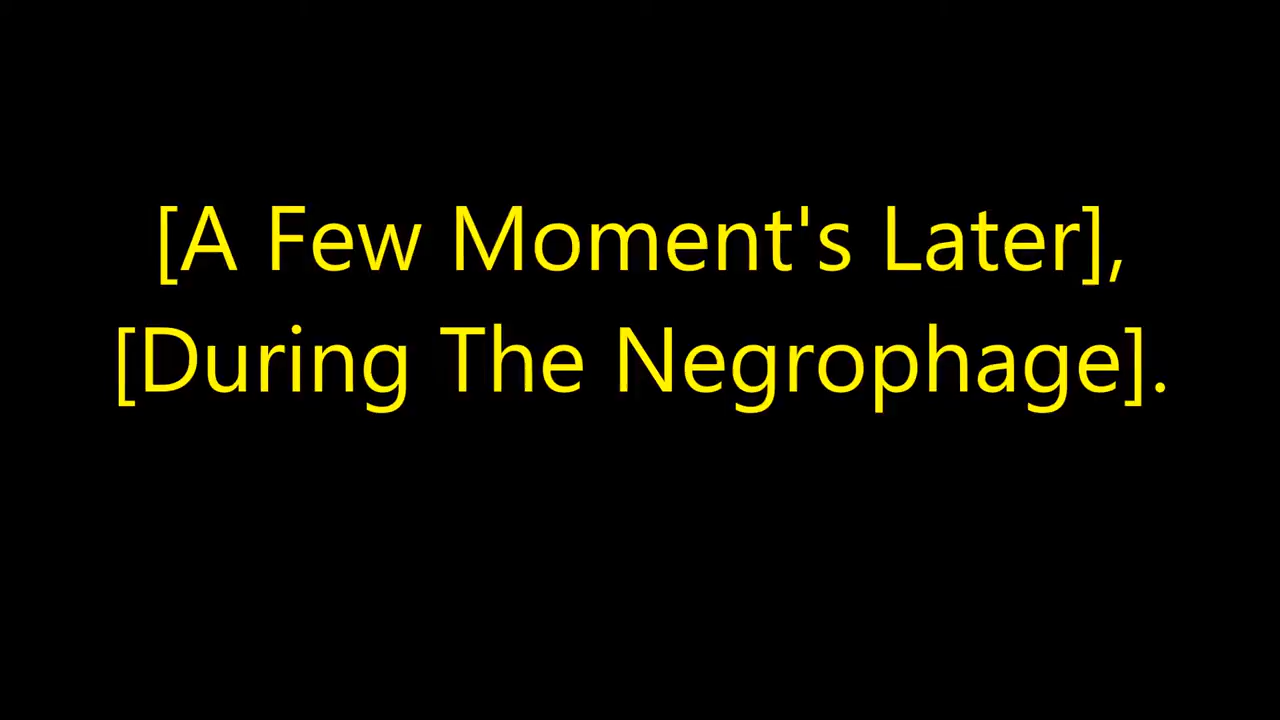 [A Few Moment's Later],
[During The Negrophage].